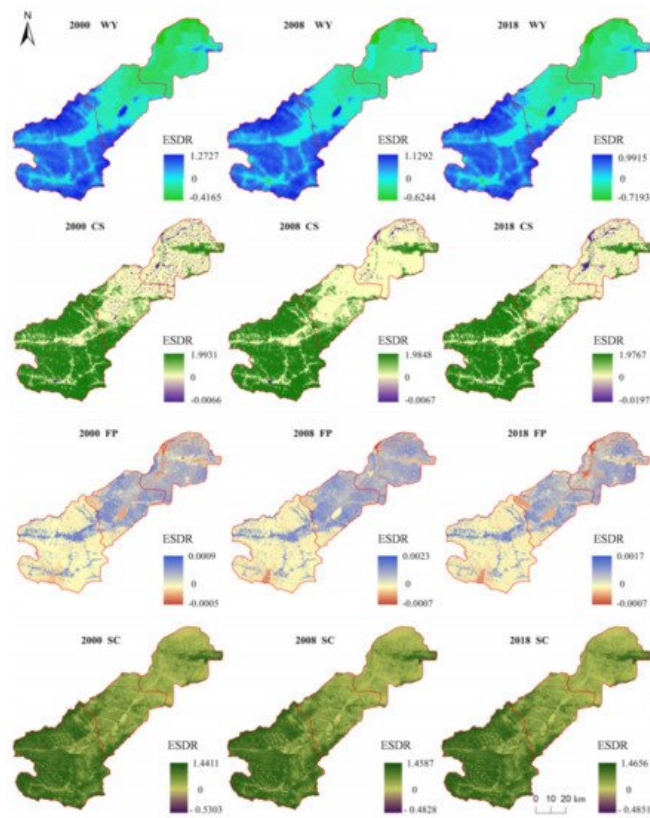 N
2000 WY
2008 WY
2018 WY
ESDR
1.2727
0
-0.4165
ESDR
1.1292
0
-0.6244
ESDR
0.9915
0
-0.7193
2000 CS
2008 CS
2018 CS
ESDR
1.9931
0
-0.0066
ESDR
1.9848
0
-0.0067
ESDR
1.9767
0
-0.0197
2000 FP
2008 FP
2018 FP
ESDR
0.0009
0
-0.0005
ESDR
0.0023
0
-0.0007
ESDR
0.0017
0
-0.0007
2000 SC
2008 SC
2018 SC
ESDR
1.4411
0
- 0.5303
ESDR
1.4587
0
- 0.4828
ESDR
1.4656
0
- 0.4851
0 10 20 km